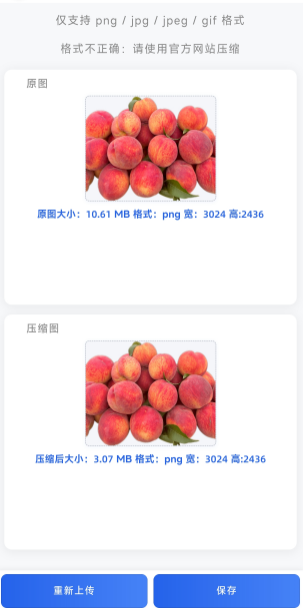 仅支持 png / jpg / jpeg / gif 格式
格式不正确：请使用官方网站压缩
原图
原图大小：10.61 MB 格式：png 宽：3024 高:2436
压缩图
压缩后大小：3.07 MB 格式：png 宽：3024 高:2436
重新上传
保存